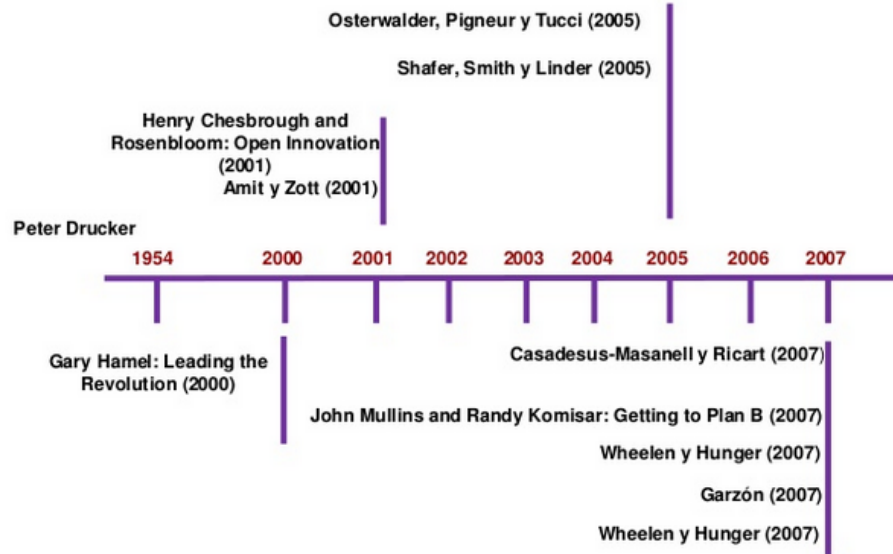 Osterwalder, Pigneur y Tucci (2005)
Shafer, Smith y Linder (2005)
Henry Chesbrough and
Rosenbloom: Open Innovation
(2001)
Amit y Zott (2001)
Peter Drucker
1954 2000 2001 2002 2003 2004 2005 2006 2007
Gary Hamel: Leading the
Revolution (2000)
Casadesus-Masanell y Ricart (2007)
John Mullins and Randy Komisar: Getting to Plan B (2007)
Wheelen y Hunger (2007)
Garzón (2007)
Wheelen y Hunger (2007)